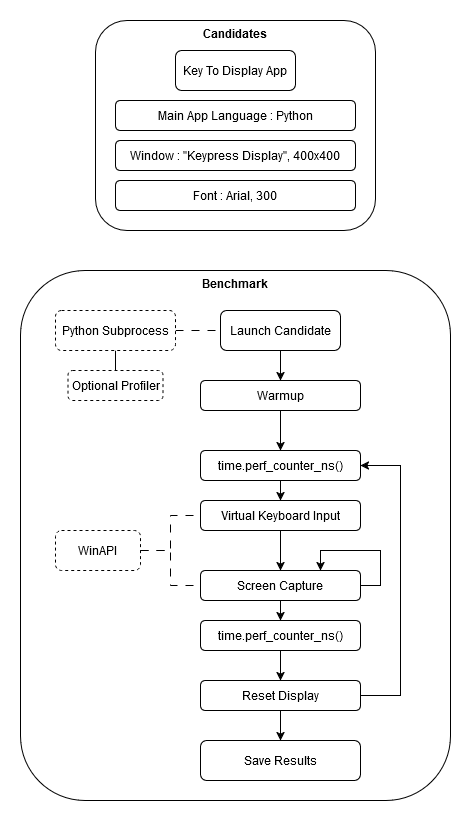 Candidates
Key To Display App
Main App Language : Python
Window : "Keypress Display", 400x400
Font : Arial, 300
Benchmark
Python Subprocess
Launch Candidate
Optional Profiler
Warmup
time.perf_counter_ns()
Virtual Keyboard Input
WinAPI
Screen Capture
time.perf_counter_ns()
Reset Display
Save Results